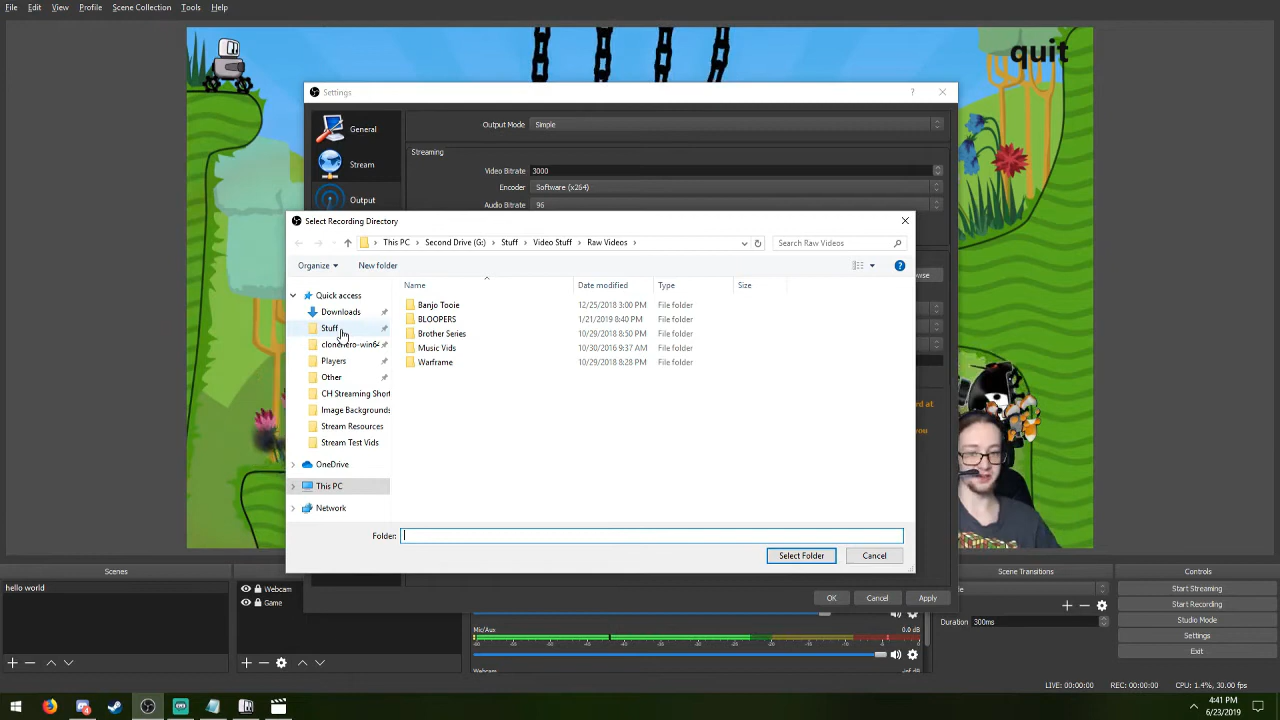 File Edit View Profile Scene Collection Tools Help
quit
Settings
General
Stream
Output
Output Mode Simple
Streaming
Video Bitrate 3000
Encoder Software (x264)
Audio Bitrate 96
Select Recording Directory
This PC Second Drive (G:) Stuff Video Stuff Raw Videos
Search Raw Videos
Organize New folder
Name Date modified Type Size
Quick access
Downloads
Stuff
Players
Other
CH Streaming Short
Image Backgrounds
Stream Resources
Stream Test Vids
OneDrive
This PC
Network
Banjo Tooie 12/25/2018 3:00 PM File folder
BLOOPERS 1/21/2019 8:40 PM File folder
Brother Series 10/29/2018 8:50 PM File folder
Music Vids 10/30/2016 9:37 AM File folder
Warframe 10/29/2018 8:28 PM File folder
Folder:
Select Folder Cancel
OK Cancel Apply
Scenes
hello world
Webcam
Game
Mic/Aux 0.0 dB
Webcam -inf dB
Scene Transitions
Duration 300ms
Controls
Start Streaming
Start Recording
Studio Mode
Settings
Exit
LIVE: 00:00:00 REC: 00:00:00 CPU: 1.4%, 30.00 fps
4:41 PM
6/23/2019